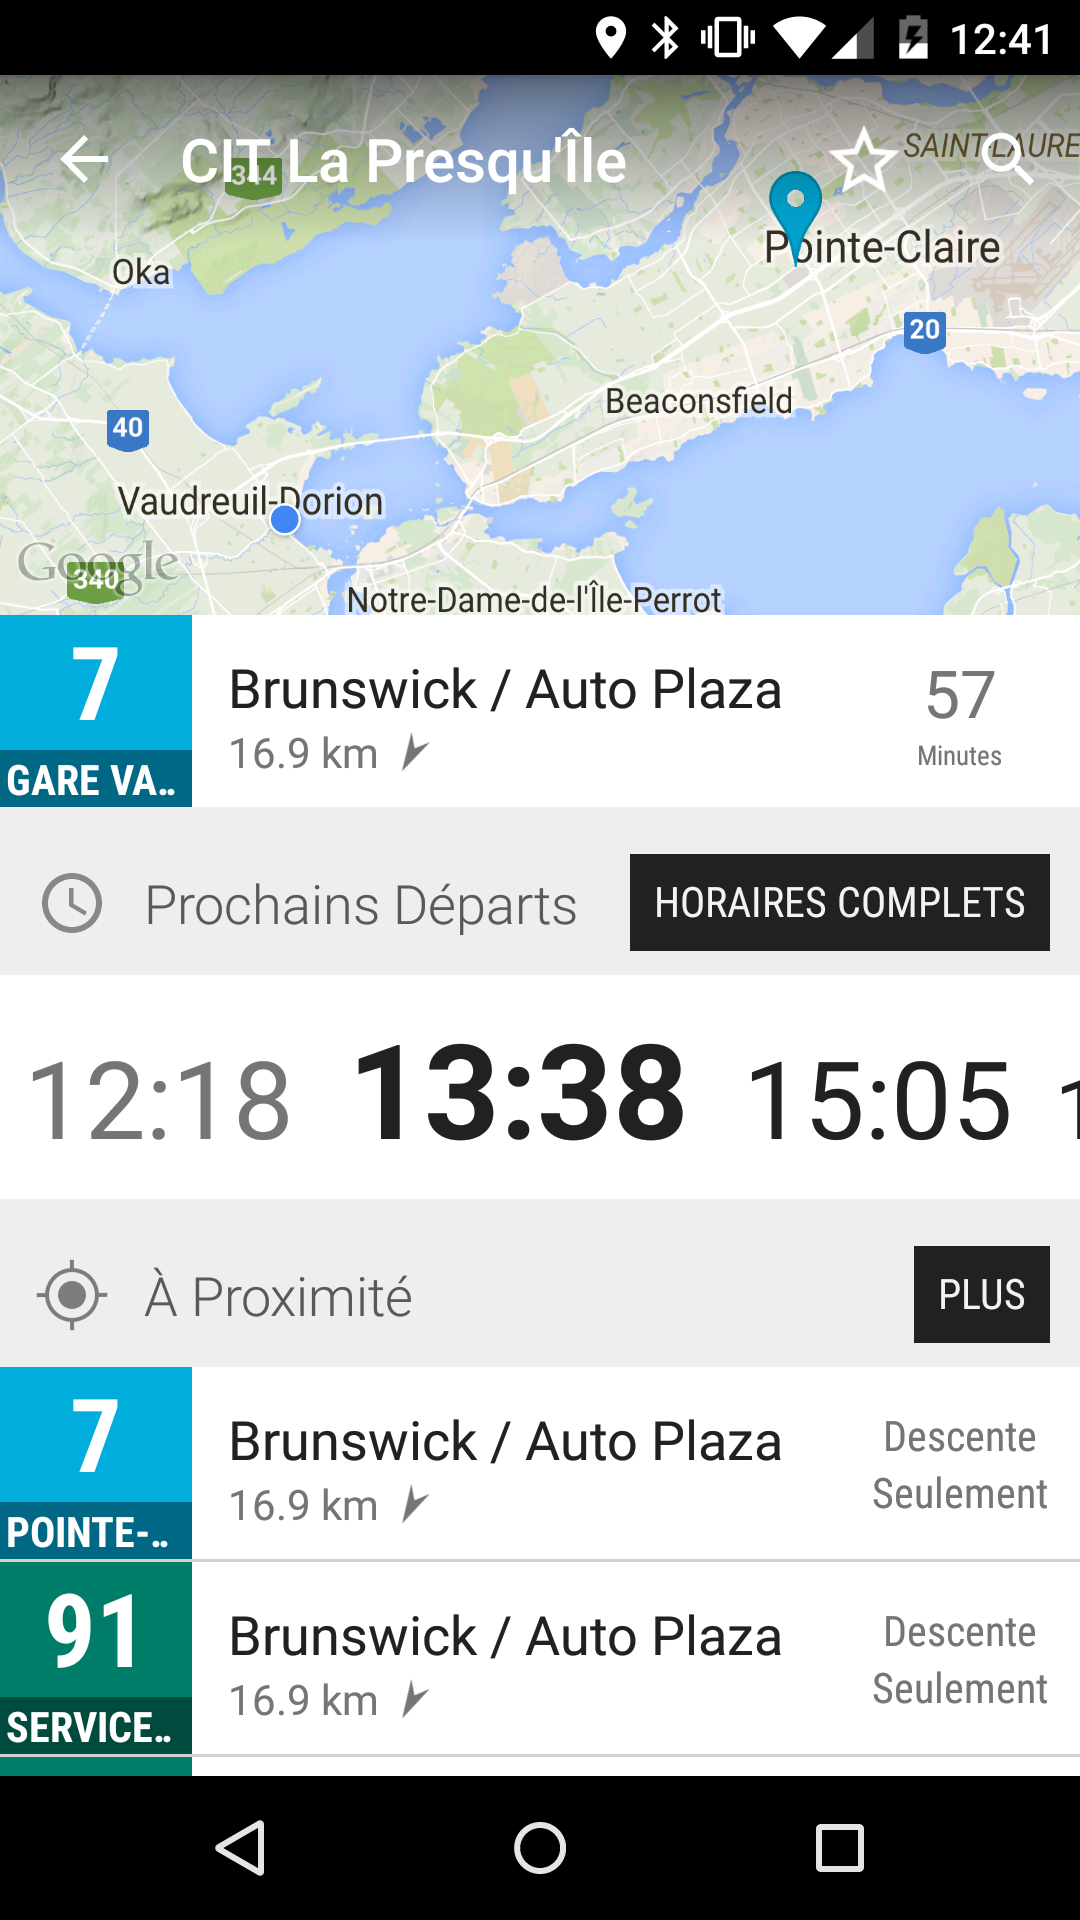 12:41
CIT La Presqu'Île
344
SAINT-LAURE
Oka
Pointe-Claire
20
Beaconsfield
40
Vaudreuil-Dorion
Google
340
Notre-Dame-de-l'Île-Perrot
7
GARE VA..
Brunswick / Auto Plaza
16.9 km
57
Minutes
Prochains Départs
HORAIRES COMPLETS
12:18
13:38
15:05
À Proximité
PLUS
7
POINTE-..
Brunswick / Auto Plaza
16.9 km
Descente
Seulement
91
SERVICE..
Brunswick / Auto Plaza
16.9 km
Descente
Seulement